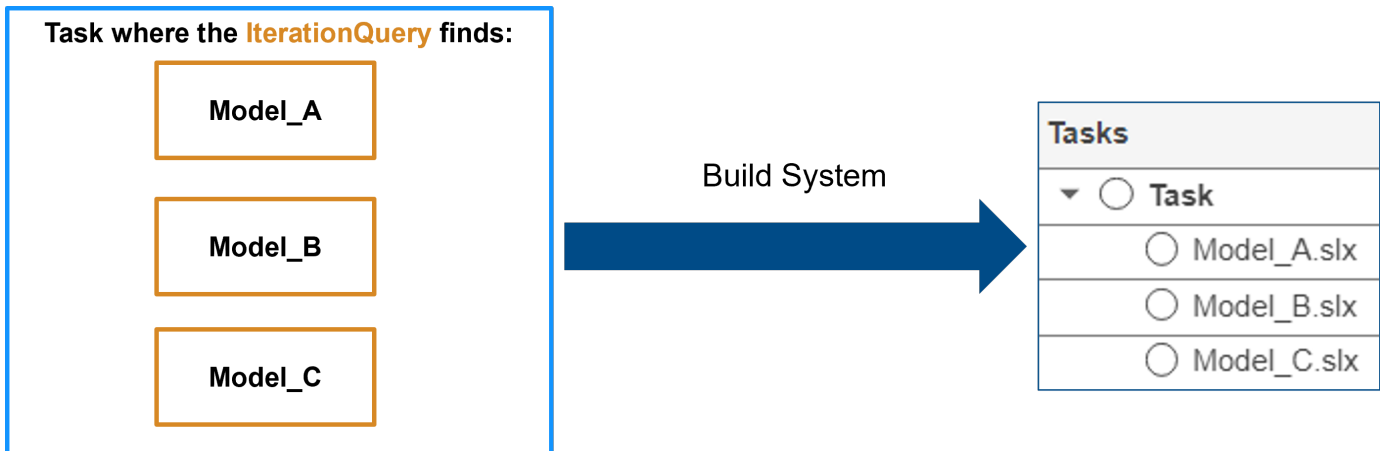 Task where the IterationQuery finds:
Model_A
Model_B
Model_C
Build System
Tasks
Task
Model_A.slx
Model_B.slx
Model_C.slx